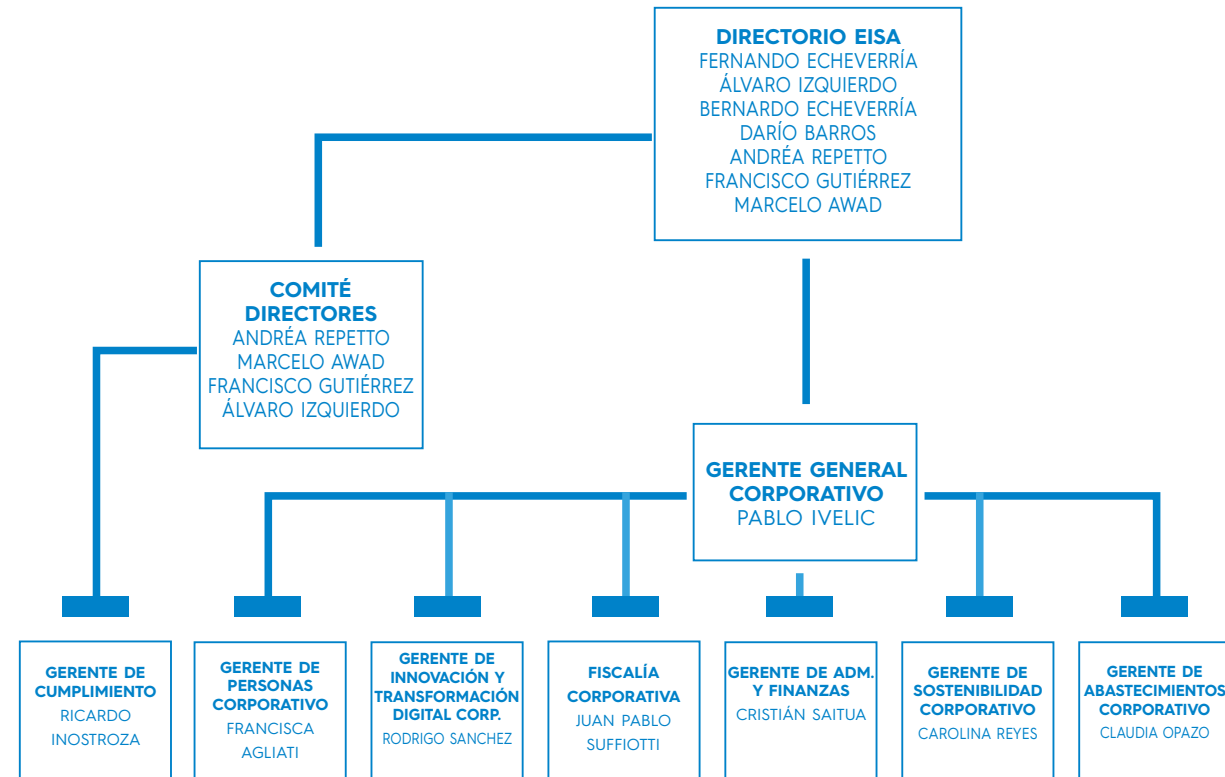 DIRECTORIO EISA
FERNANDO ECHEVERRÍA
ÁLVARO IZQUIERDO
BERNARDO ECHEVERRÍA
DARÍO BARROS
ANDRÉA REPETTO
FRANCISCO GUTIÉRREZ
MARCELO AWAD
COMITÉ
DIRECTORES
ANDRÉA REPETTO
MARCELO AWAD
FRANCISCO GUTIÉRREZ
ÁLVARO IZQUIERDO
GERENTE GENERAL
CORPORATIVO
PABLO IVELIC
GERENTE DE
CUMPLIMIENTO
RICARDO
INOSTROZA
GERENTE DE
PERSONAS
CORPORATIVO
FRANCISCA
AGLIATI
GERENTE DE
INNOVACIÓN Y
TRANSFORMACIÓN
DIGITAL CORP.
RODRIGO SANCHEZ
FISCALÍA
CORPORATIVA
JUAN PABLO
SUFFIOTTI
GERENTE DE ADM.
Y FINANZAS
CRISTIÁN SAITUA
GERENTE DE
SOSTENIBILIDAD
CORPORATIVO
CAROLINA REYES
GERENTE DE
ABASTECIMIENTOS
CORPORATIVO
CLAUDIA OPAZO